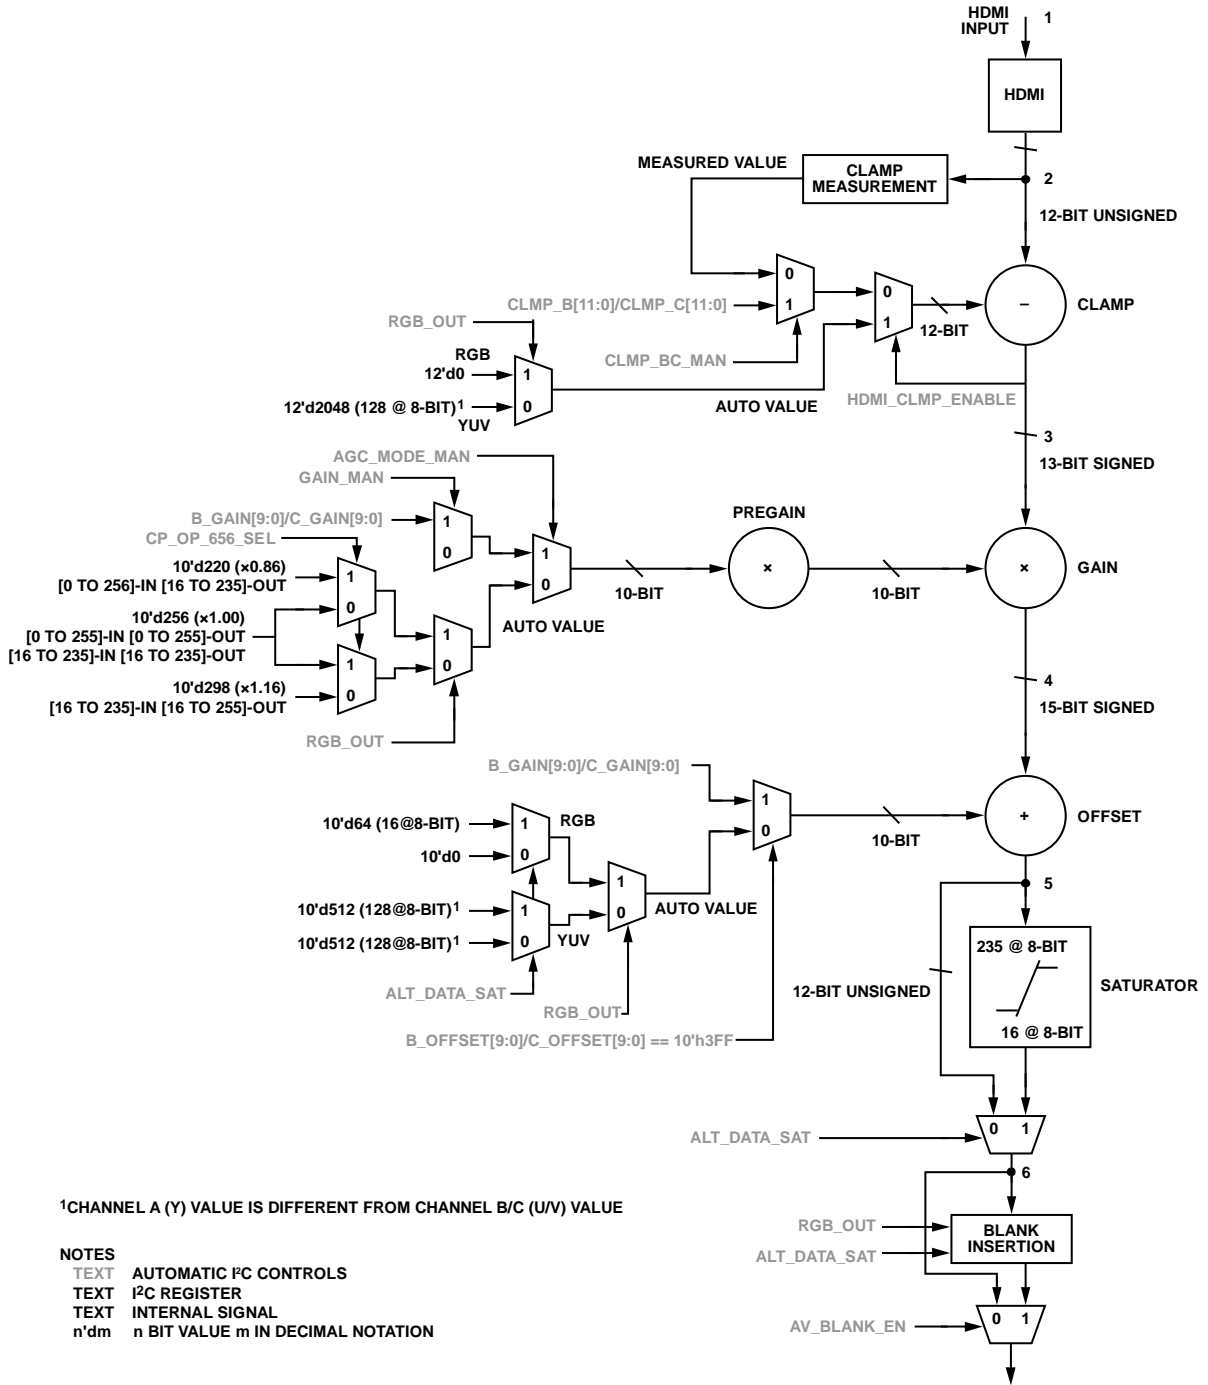 HDMI
INPUT
1
HDMI
MEASURED VALUE
CLAMP
MEASUREMENT
2
12-BIT UNSIGNED
0
1
CLMP_B[11:0]/CLMP_C[11:0]
0
1
12-BIT
–
CLAMP
RGB_OUT
CLMP_BC_MAN
RGB
12'd0
1
12'd2048 (128 @ 8-BIT)1
0
YUV
AUTO VALUE
HDMI_CLMP_ENABLE
3
13-BIT SIGNED
AGC_MODE_MAN
GAIN_MAN
B_GAIN[9:0]/C_GAIN[9:0]
1
0
CP_OP_656_SEL
PREGAIN
10'd220 (×0.86)
[0 TO 256]-IN [16 TO 235]-OUT
1
0
1
0
10-BIT
×
10-BIT
×
GAIN
10'd256 (×1.00)
[0 TO 255]-IN [0 TO 255]-OUT
[16 TO 235]-IN [16 TO 235]-OUT
AUTO VALUE
1
0
1
0
10'd298 (×1.16)
[16 TO 235]-IN [16 TO 255]-OUT
RGB_OUT
4
15-BIT SIGNED
B_GAIN[9:0]/C_GAIN[9:0]
1
0
10-BIT
+
OFFSET
10'd64 (16@8-BIT)
1
RGB
10'd0
0
10'd512 (128@8-BIT)1
1
10'd512 (128@8-BIT)1
0
YUV
1
0
AUTO VALUE
5
ALT_DATA_SAT
RGB_OUT
B_OFFSET[9:0]/C_OFFSET[9:0] == 10'h3FF
12-BIT UNSIGNED
235 @ 8-BIT
16 @ 8-BIT
SATURATOR
0 1
ALT_DATA_SAT
6
RGB_OUT
ALT_DATA_SAT
BLANK
INSERTION
0 1
AV_BLANK_EN
1CHANNEL A (Y) VALUE IS DIFFERENT FROM CHANNEL B/C (U/V) VALUE
NOTES
TEXT AUTOMATIC I2C CONTROLS
TEXT I2C REGISTER
TEXT INTERNAL SIGNAL
n'dm n BIT VALUE m IN DECIMAL NOTATION